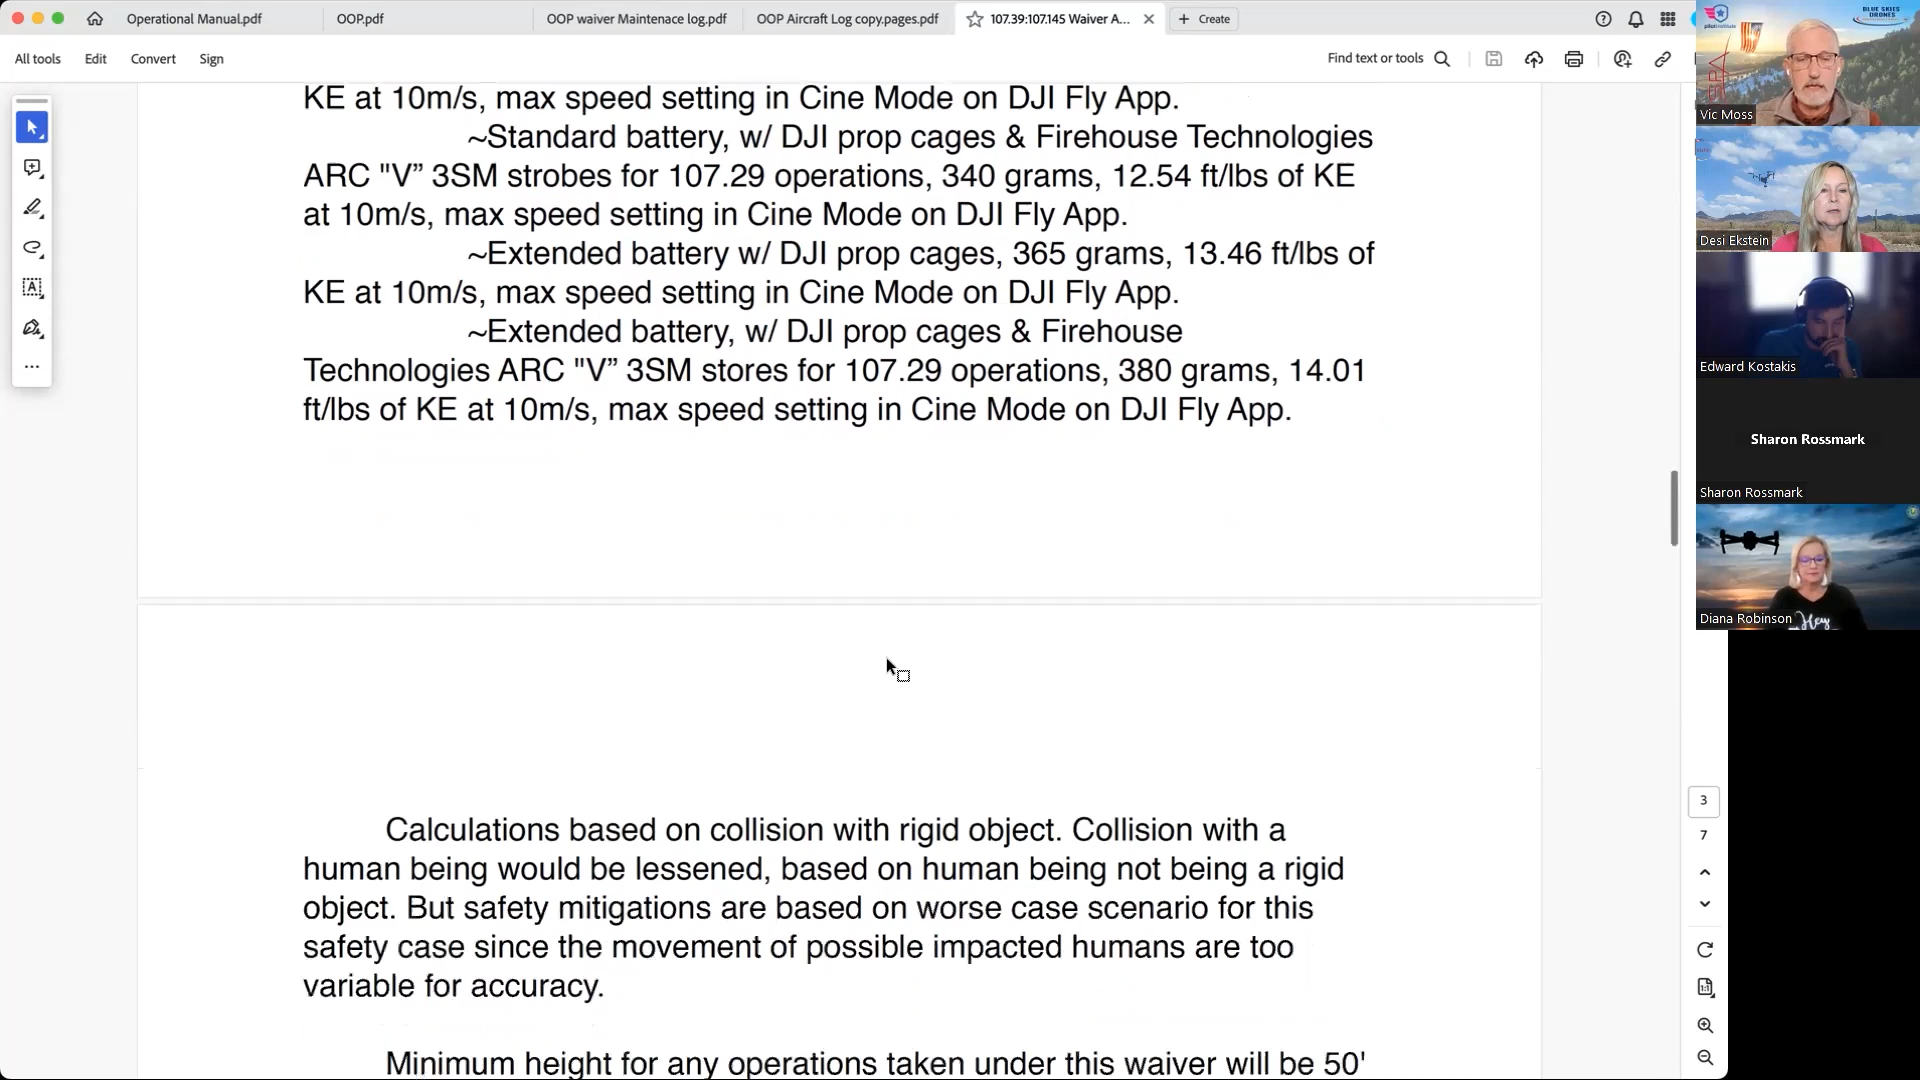 Operational Manual.pdf
OOP.pdf
OOP waiver Maintenace log.pdf
OOP Aircraft Log copy.pages.pdf
107.39:107.145 Waiver A...
Create
All tools
Edit
Convert
Sign
Find text or tools
KE at 10m/s, max speed setting in Cine Mode on DJI Fly App.
~Standard battery, w/ DJI prop cages & Firehouse Technologies
ARC "V” 3SM strobes for 107.29 operations, 340 grams, 12.54 ft/lbs of KE
at 10m/s, max speed setting in Cine Mode on DJI Fly App.
~Extended battery w/ DJI prop cages, 365 grams, 13.46 ft/lbs of
KE at 10m/s, max speed setting in Cine Mode on DJI Fly App.
~Extended battery, w/ DJI prop cages & Firehouse
Technologies ARC "V” 3SM stores for 107.29 operations, 380 grams, 14.01
ft/lbs of KE at 10m/s, max speed setting in Cine Mode on DJI Fly App.
Calculations based on collision with rigid object. Collision with a
human being would be lessened, based on human being not being a rigid
object. But safety mitigations are based on worse case scenario for this
safety case since the movement of possible impacted humans are too
variable for accuracy.
Minimum height for any operations taken under this waiver will be 50'
3
7
BLUE SKIES
DRONES
Vic Moss
Desi Ekstein
Edward Kostakis
Sharon Rossmark
Sharon Rossmark
Diana Robinson
Hey